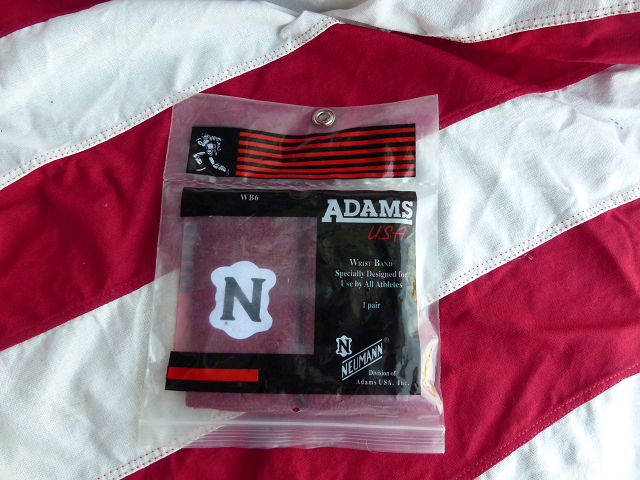 WB6
ADAMS
USA
WRIST BAND
Specially Designed for
Use by All Athletes
1 pair
N
N
NEUMANN®
Division of
Adams USA, Inc.